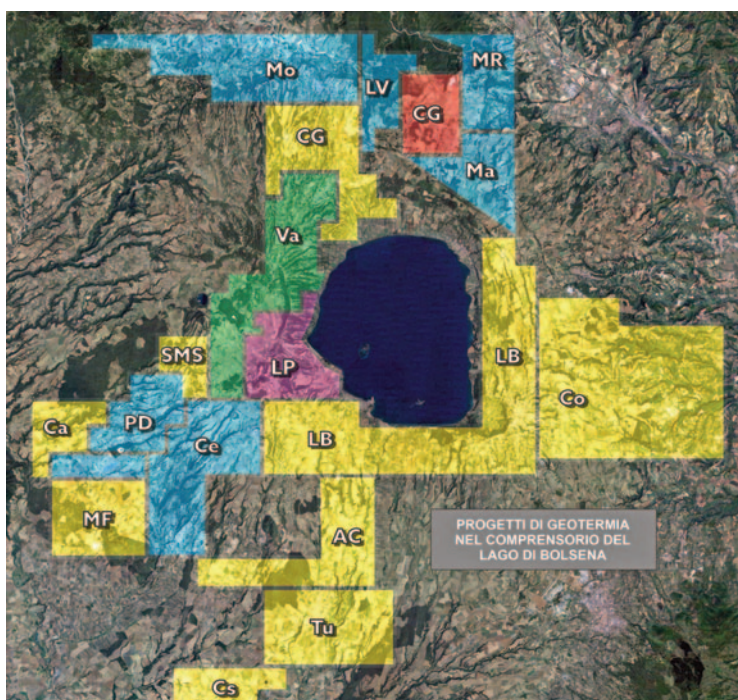 Mo
LV
MR
CG
CG
Ma
Va
LB
SMS
LP
Co
Ca
PD
Ce
LB
MF
AC
PROGETTI DI GEOTERMIA
NEL COMPRENSORIO DEL
LAGO DI BOLSENA
Tu
Cs